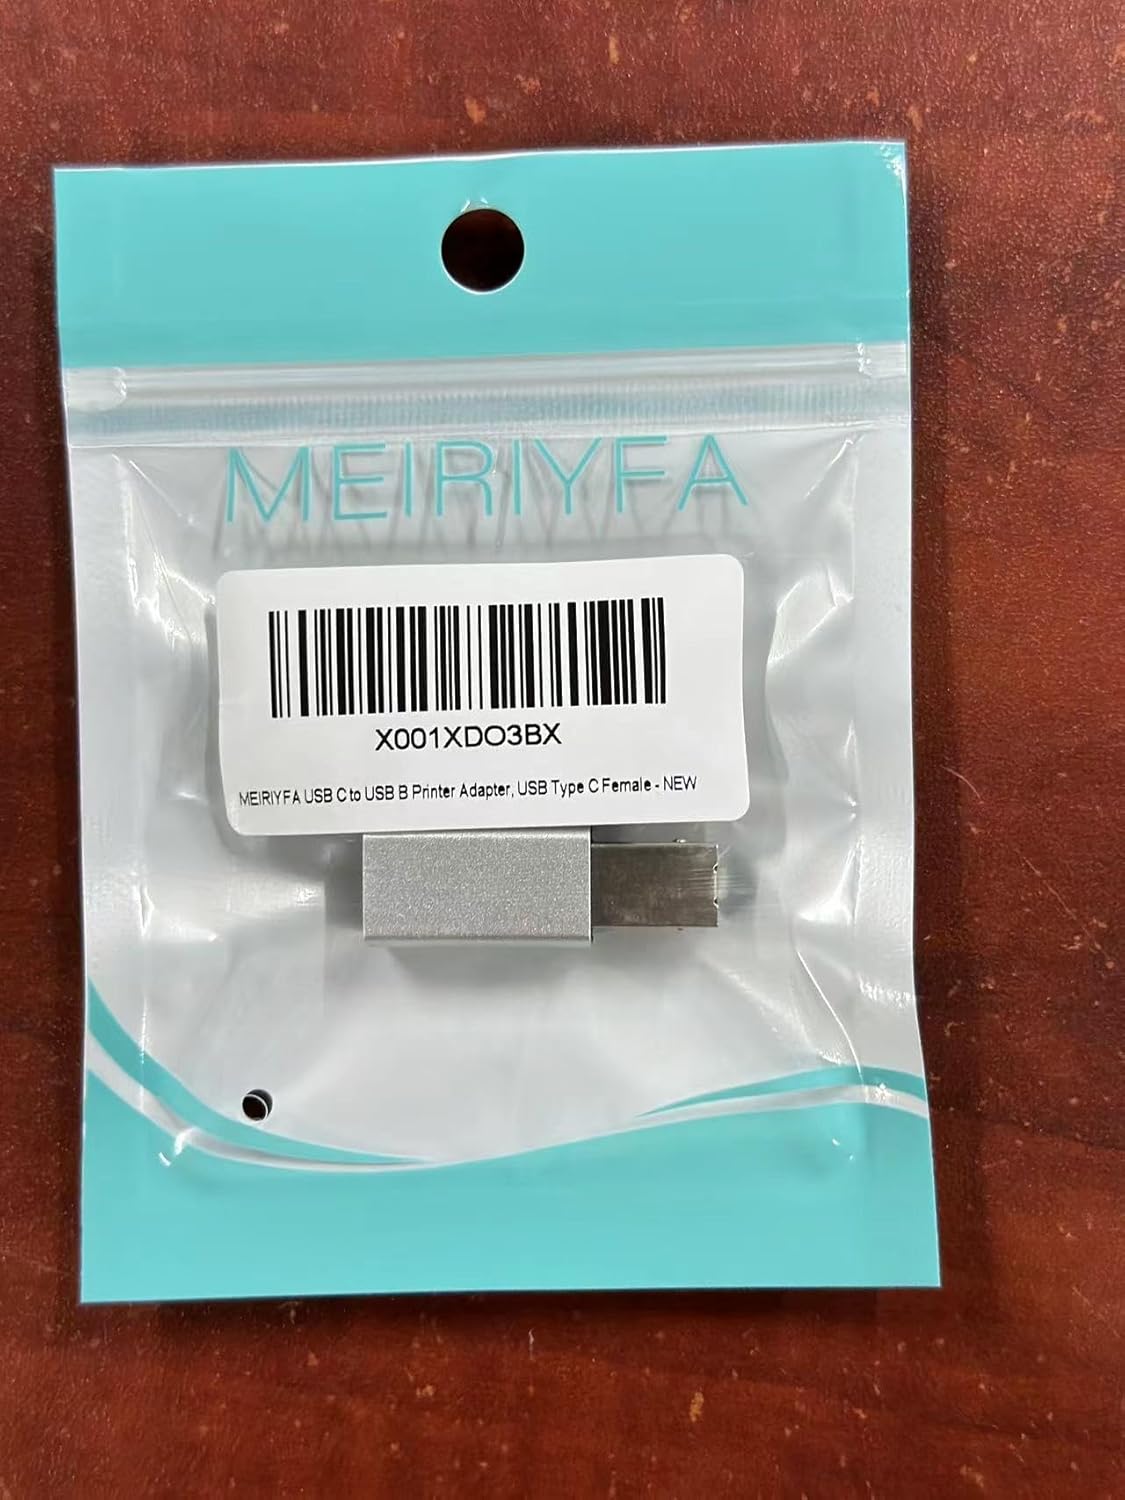 MEIRIYFA
X001XDO3BX
MEIRIYFA USB C to USB B Printer Adapter, USB Type C Female - NEW